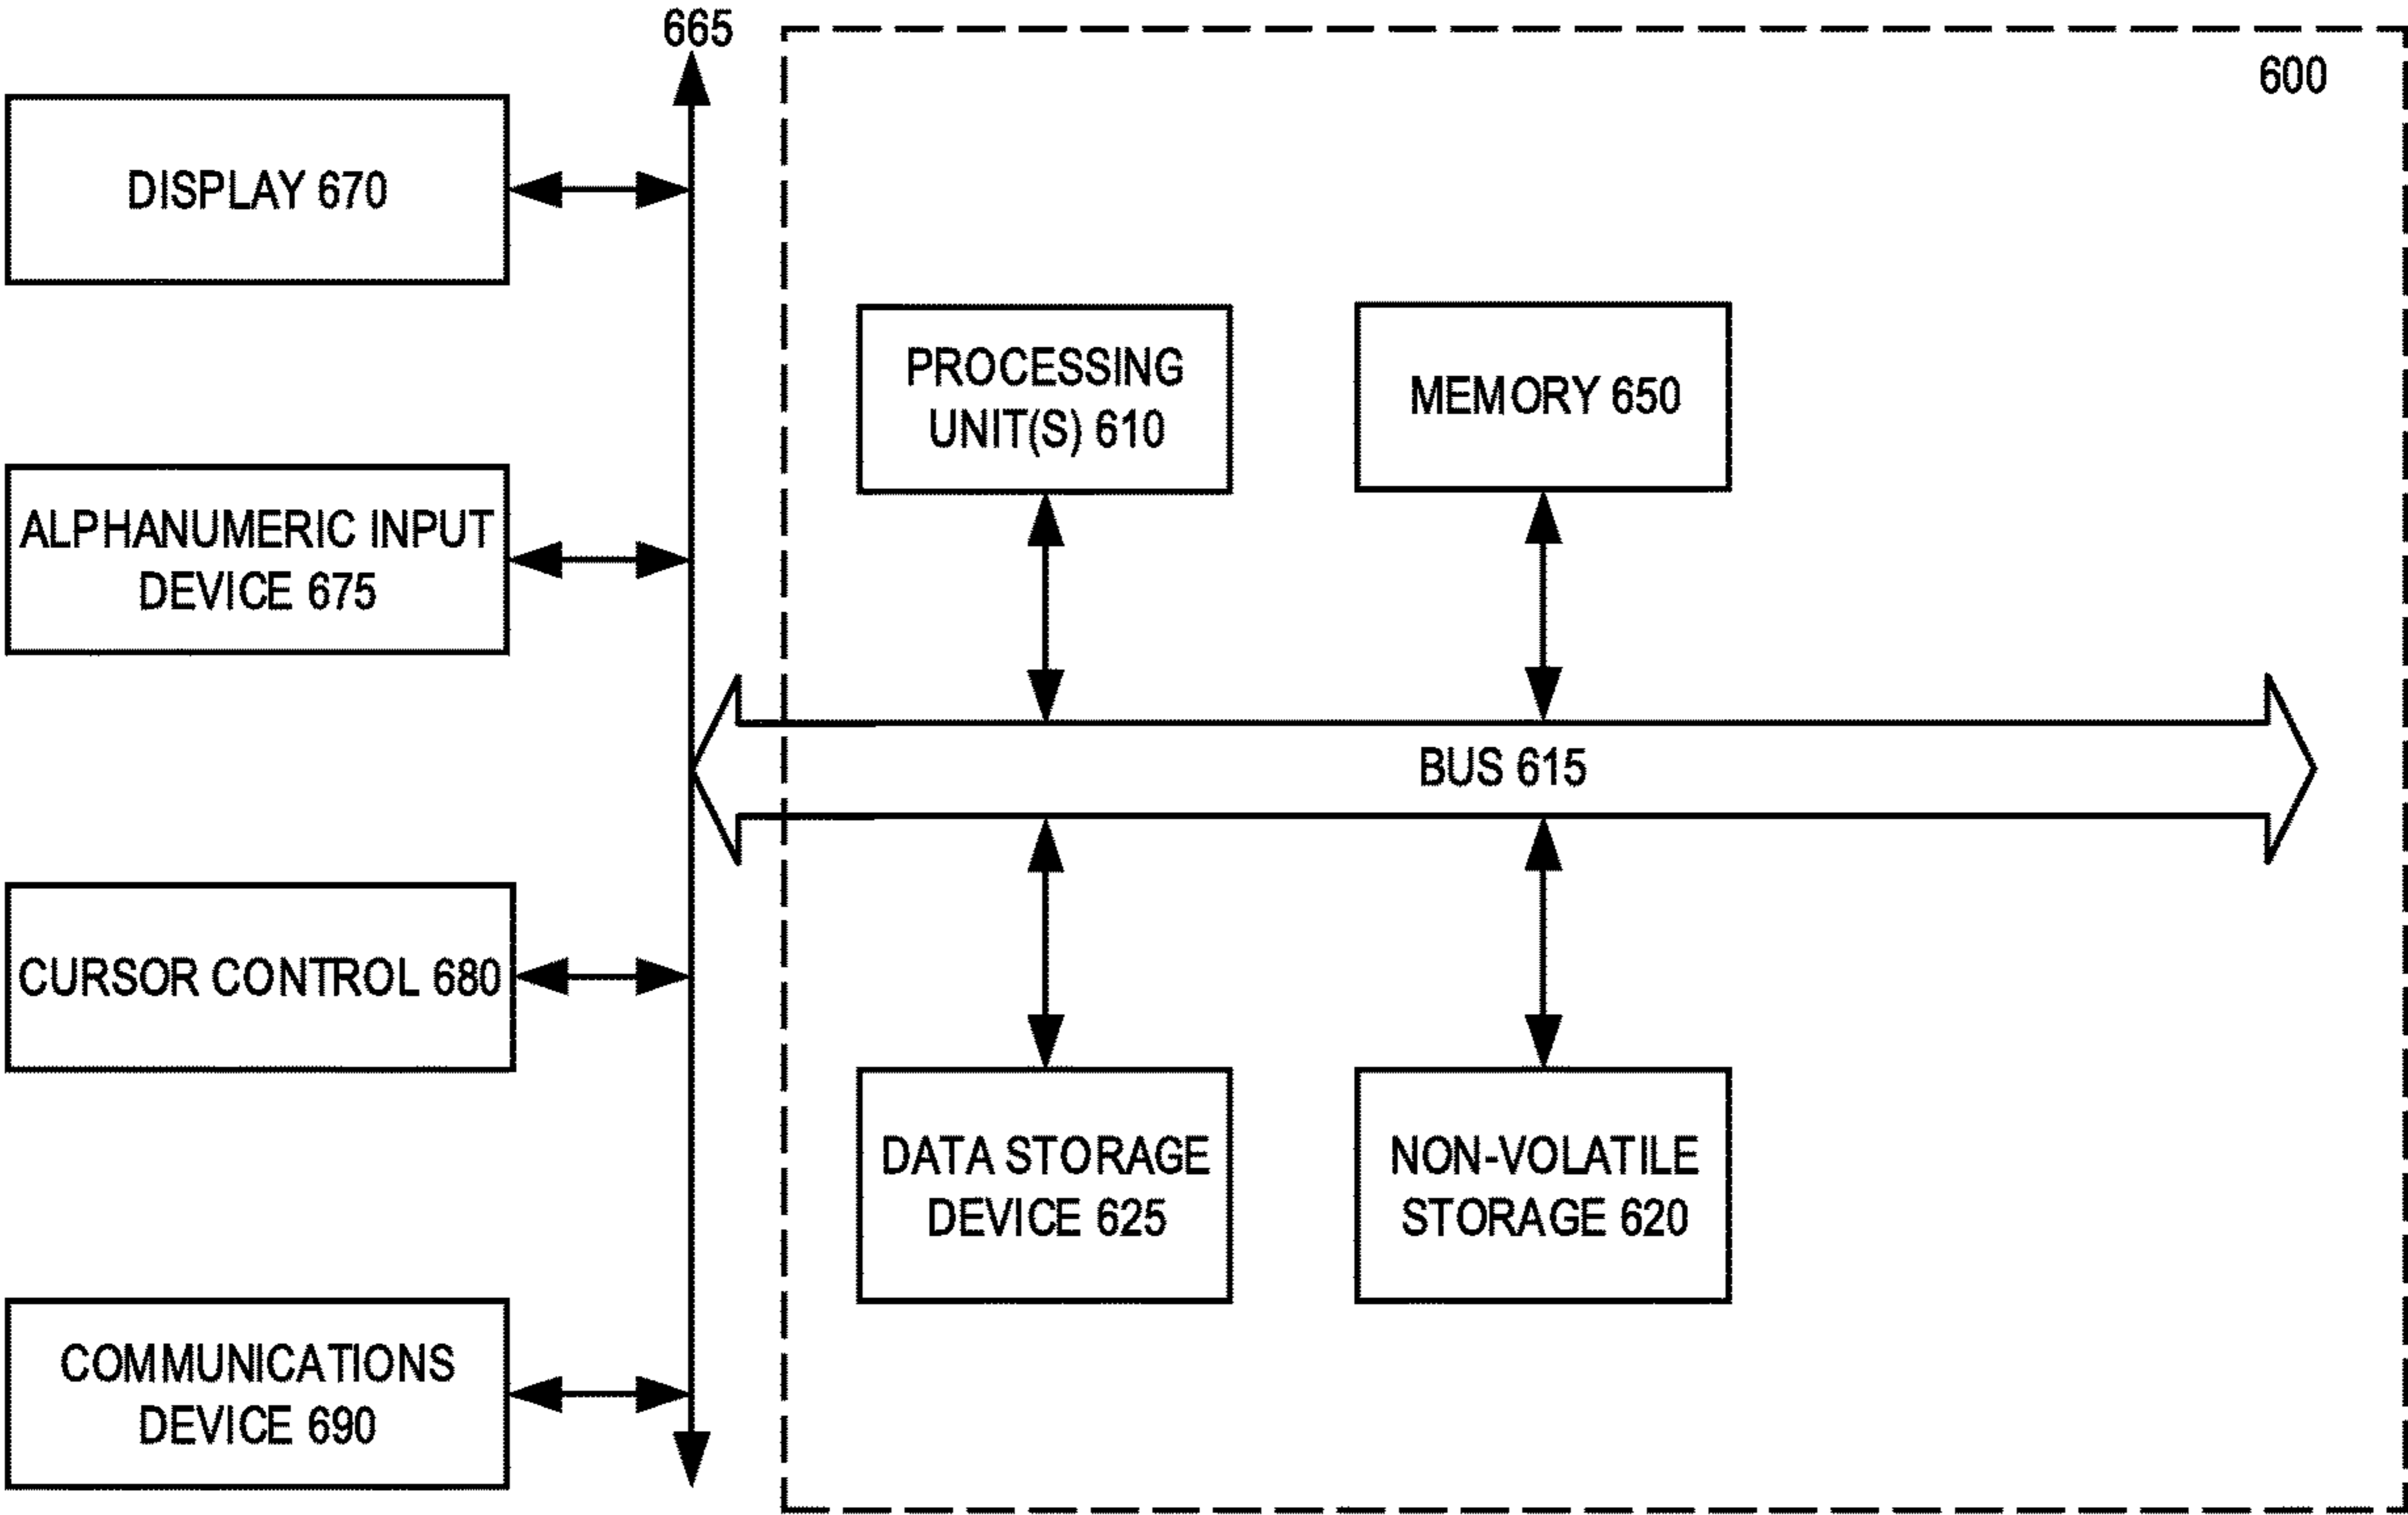 665
600
DISPLAY 670
PROCESSING
UNIT(S) 610
MEMORY 650
ALPHANUMERIC INPUT
DEVICE 675
BUS 615
CURSOR CONTROL 680
DATA STORAGE
DEVICE 625
NON-VOLATILE
STORAGE 620
COMMUNICATIONS
DEVICE 690